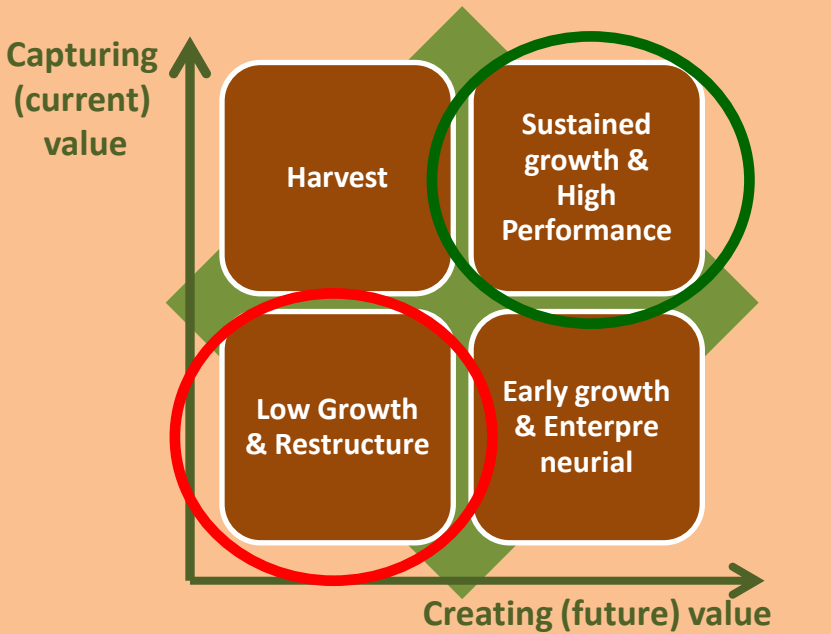 Capturing
(current)
value
Harvest
Sustained
growth &
High
Performance
Low Growth
& Restructure
Early growth
& Enterpre
neurial
Creating (future) value